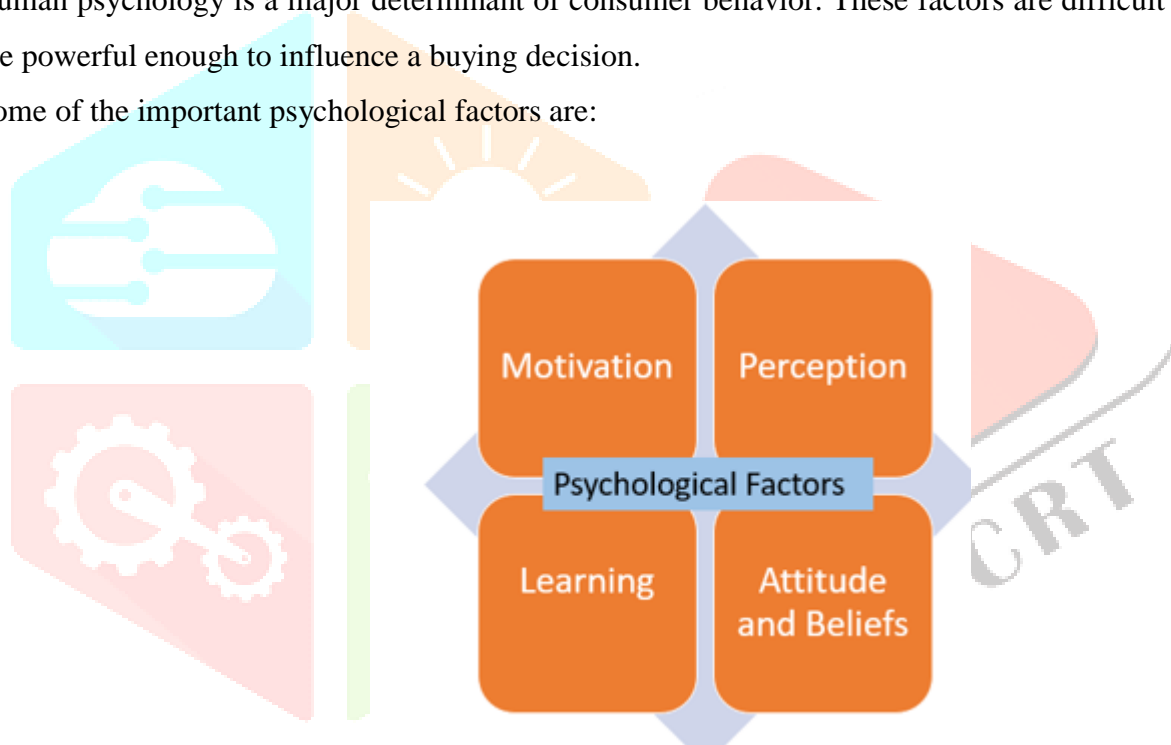 uman psychology is a major determinant of consumer behavior. These factors are difficult
e powerful enough to influence a buying decision.
ome of the important psychological factors are:
Motivation
Perception
Psychological Factors
Learning
Attitude
and Beliefs
CRT